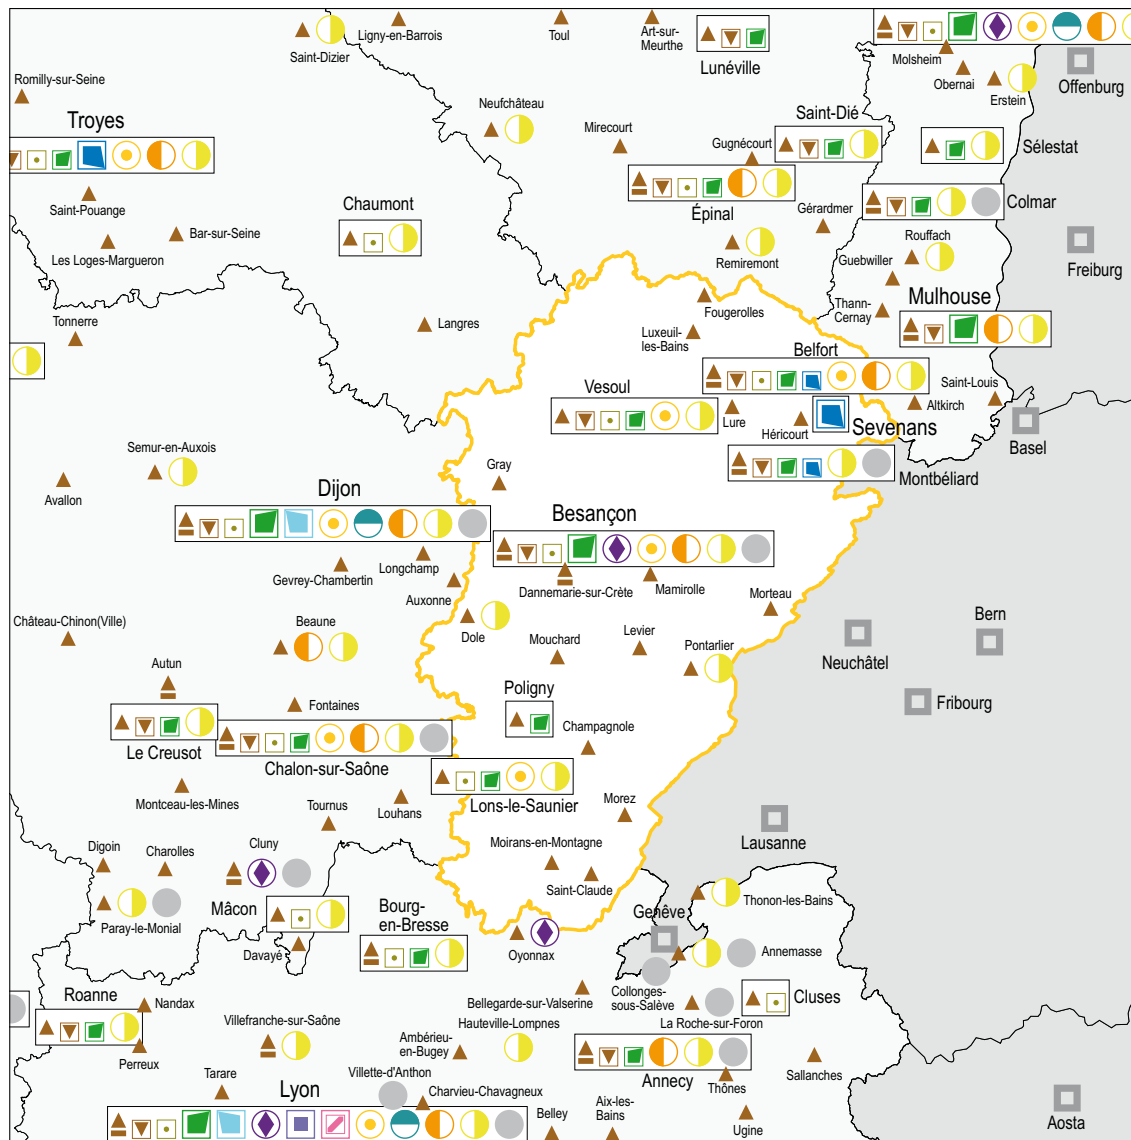 Ligny-en-Barrois
Toul
Art-sur-
Meurthe
Saint-Dizier
Lunéville
Molsheim
Obernai
Erstein
Offenburg
Romilly-sur-Seine
Troyes
Neufchâteau
Mirecourt
Gugnécourt
Saint-Dié
Sélestat
Saint-Pouange
Les Loges-Margueron
Bar-sur-Seine
Chaumont
Épinal
Gérardmer
Colmar
Remiremont
Rouffach
Guebwiller
Freiburg
Thann-
Cernay
Mulhouse
Tonnerre
Langres
Fougerolles
Luxeuil-
les-Bains
Belfort
Vesoul
Lure
Héricourt
Sevenans
Altkirch
Saint-Louis
Basel
Montbéliard
Semur-en-Auxois
Avallon
Gray
Dijon
Besançon
Gevrey-Chambertin
Longchamp
Auxonne
Dannemarie-sur-Crète
Mamirolle
Morteau
Château-Chinon(Ville)
Beaune
Dole
Mouchard
Levier
Pontarlier
Neuchâtel
Bern
Fribourg
Autun
Fontaines
Poligny
Champagnole
Le Creusot
Chalon-sur-Saône
Lons-le-Saunier
Montceau-les-Mines
Tournus
Louhans
Morez
Lausanne
Digoin
Charolles
Cluny
Moirans-en-Montagne
Saint-Claude
Paray-le-Monial
Mâcon
Davayé
Bourg-
en-Bresse
Oyonnax
Genêve
Thonon-les-Bains
Annemasse
Collonges-
sous-Salève
Cluses
La Roche-sur-Foron
Roanne
Nandax
Perreux
Villefranche-sur-Saône
Bellegarde-sur-Valserine
Hauteville-Lompnes
Ambérieu-
en-Bugey
Annecy
Thônes
Sallanches
Tarare
Lyon
Villette-d'Anthon
Charvieu-Chavagneux
Belley
Aix-les-
Bains
Ugine
Aosta